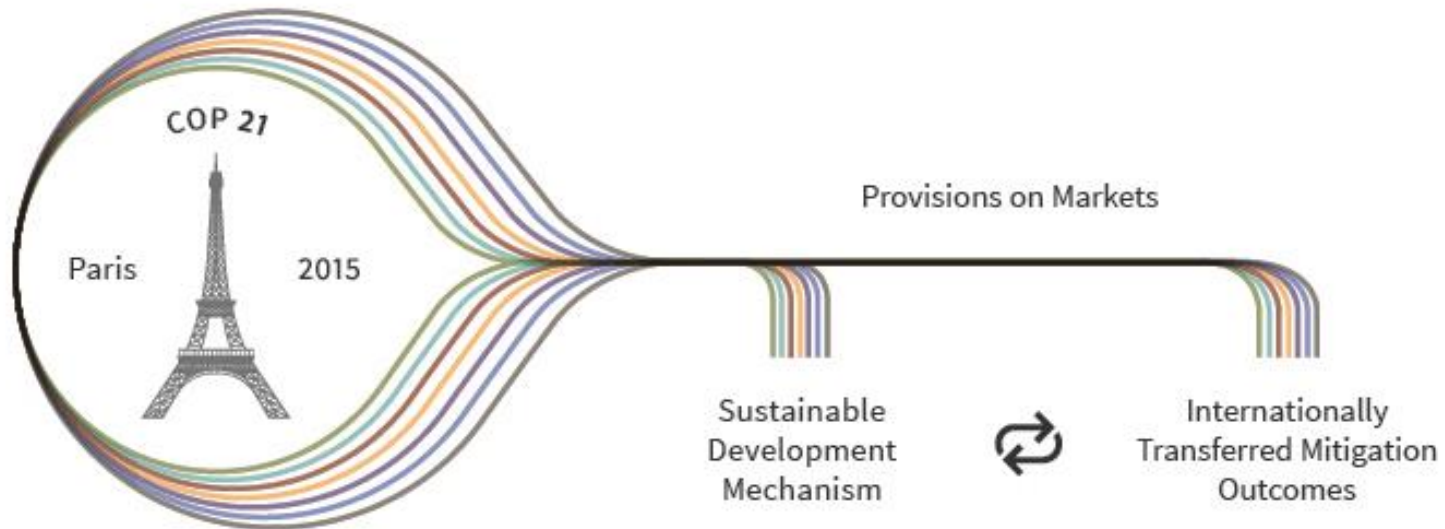 COP 21
Paris
2015
Provisions on Markets
Sustainable
Development
Mechanism
Internationally
Transferred Mitigation
Outcomes